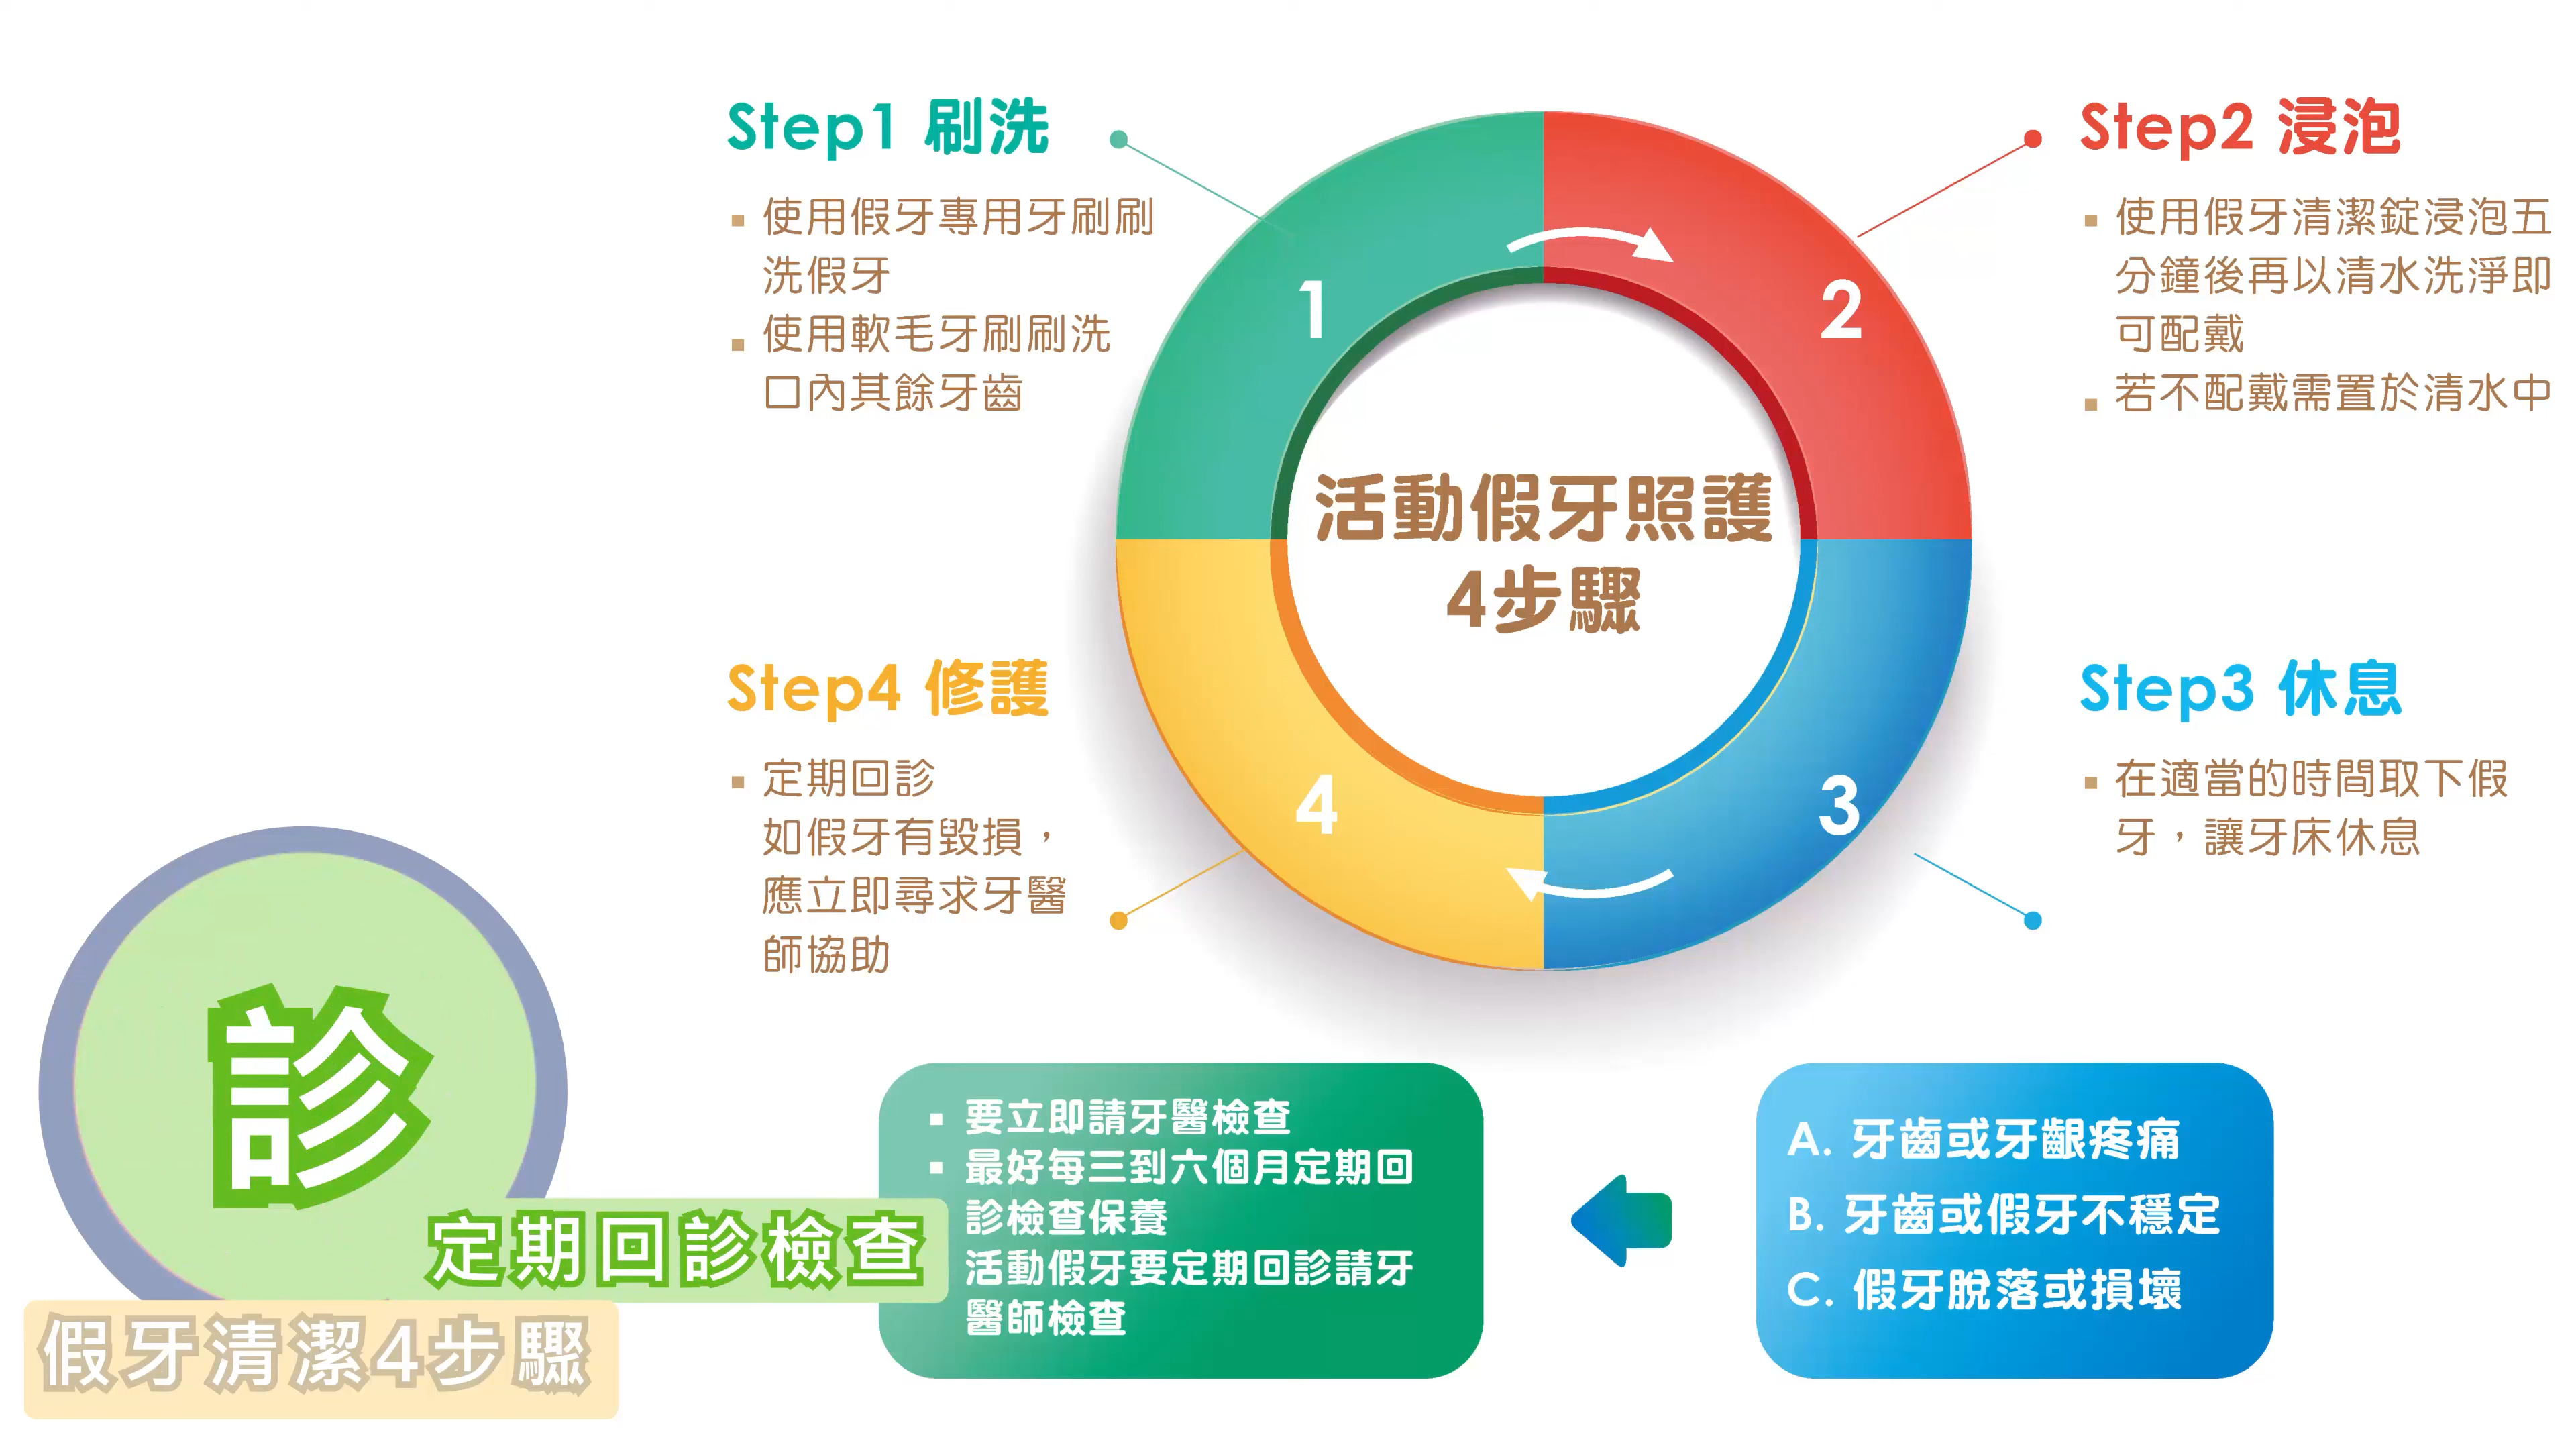 Step1 刷洗
使用假牙專用牙刷刷
洗假牙
使用軟毛牙刷刷洗
口內其餘牙齒
Step2 浸泡
使用假牙清潔錠浸泡五
分鐘後再以清水洗淨即
可配戴
若不配戴需置於清水中
1
2
活動假牙照護
4步驟
Step4 修護
定期回診
如假牙有毀損，
應立即尋求牙醫
師協助
4
3
Step3 休息
在適當的時間取下假
牙，讓牙床休息
診
定期回診檢查
假牙清潔4步驟
要立即請牙醫檢查
最好每三到六個月定期回
診檢查保養
活動假牙要定期回診請牙
醫師檢查
A. 牙齒或牙齦疼痛
B. 牙齒或假牙不穩定
C. 假牙脫落或損壞